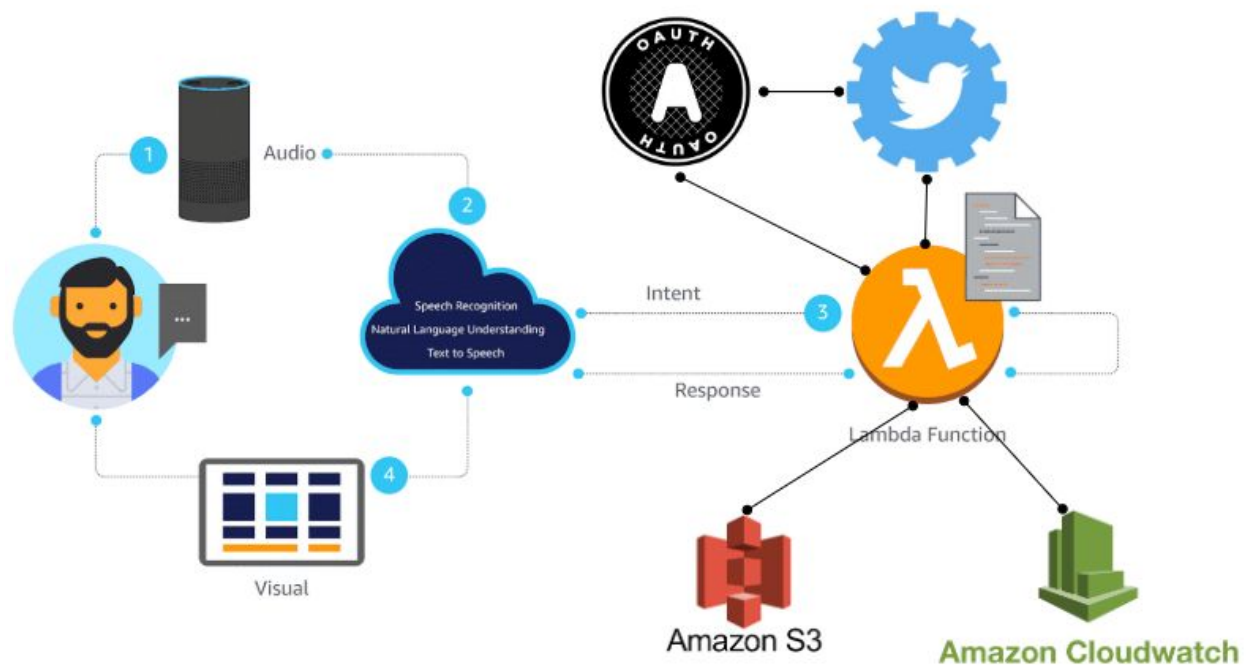 OAUTH
OAUTH
1
Audio
2
...
Speech Recognition
Natural Language Understanding
Text to Speech
Intent
3
Response
Lambda Function
4
Visual
Amazon S3
Amazon Cloudwatch